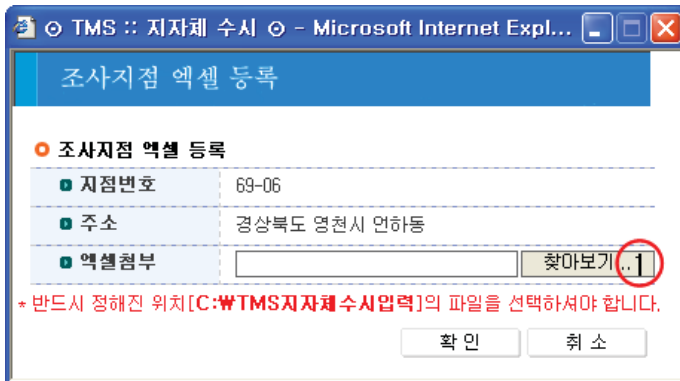 ⊙ TMS :: 지자체 수시 ⊙ - Microsoft Internet Expl...
조사지점 엑셀 등록
조사지점 엑셀 등록
지점번호 69-06
주소 경상북도 영천시 언하동
엑셀첨부 찾아보기... 1
* 반드시 정해진 위치[C:₩TMS지자체수시입력]의 파일을 선택하셔야 합니다.
확 인 취 소